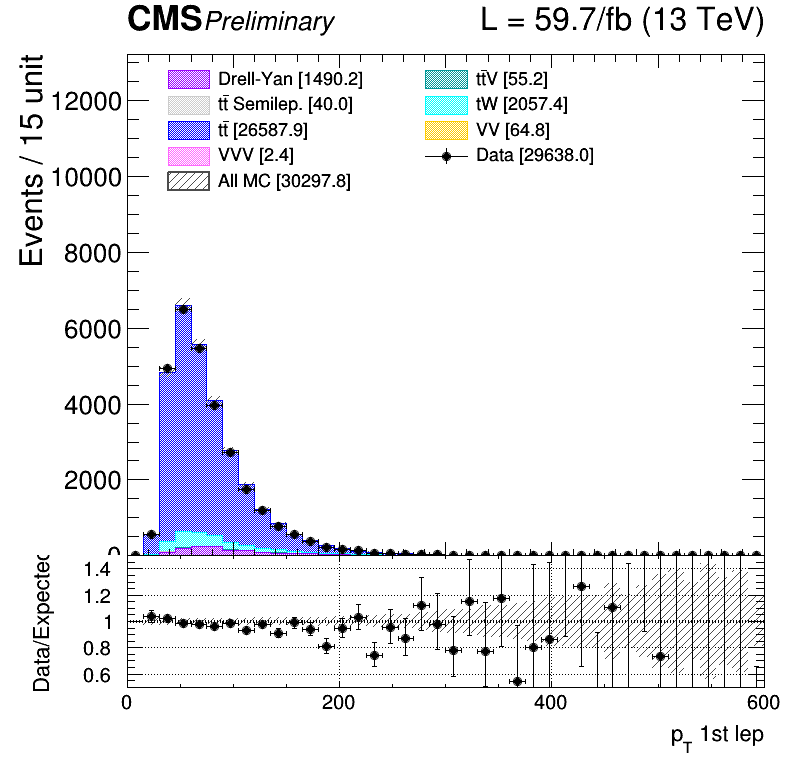 CMS Preliminary L = 59.7/fb (13 TeV)
Drell-Yan [1490.2]
tt̄ Semilep. [40.0]
tt̄ [26587.9]
VVV [2.4]
All MC [30297.8]
tt̄V [55.2]
tW [2057.4]
VV [64.8]
Data [29638.0]
Events / 15 unit
12000
10000
8000
6000
4000
2000
0
Data/Expected
1.4
1.2
1
0.8
0.6
0 200 400 600
pT 1st lep